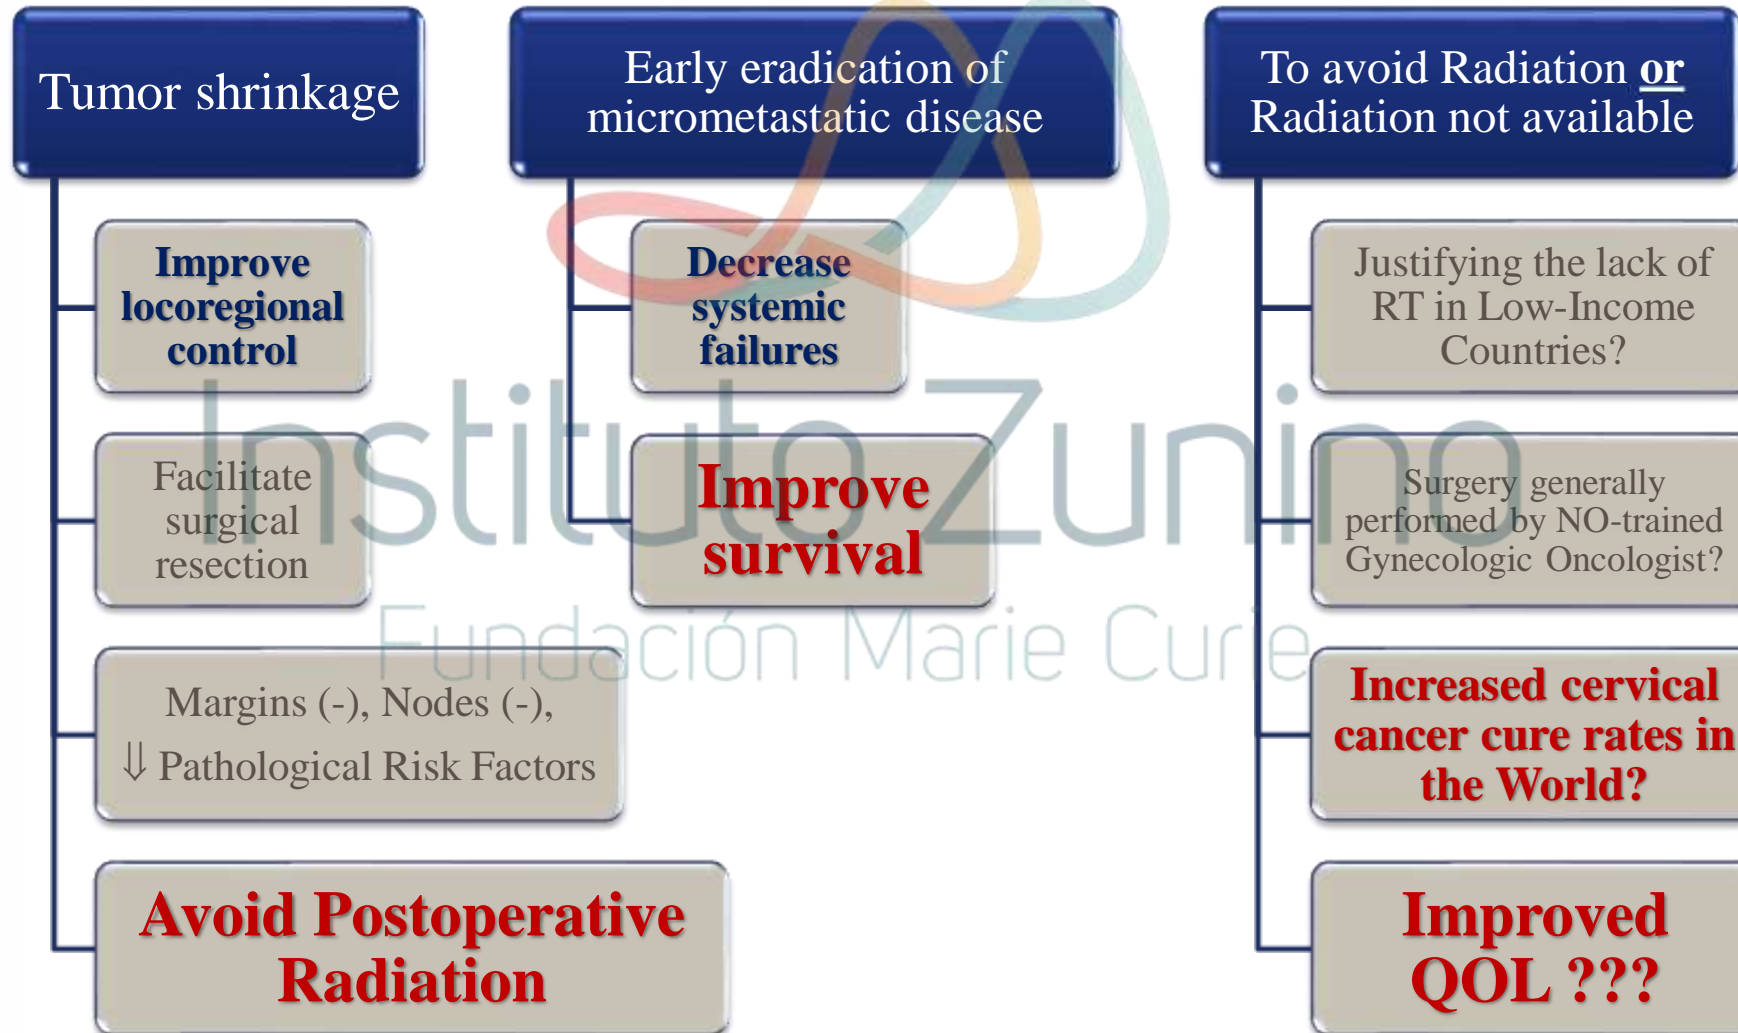 Tumor shrinkage
Improve
locoregional
control
Facilitate
surgical
resection
Margins (-), Nodes (-),
⇓ Pathological Risk Factors
Avoid Postoperative
Radiation
Early eradication of
micrometastatic disease
Decrease
systemic
failures
Improve
survival
To avoid Radiation or
Radiation not available
Justifying the lack of
RT in Low-Income
Countries?
Surgery generally
performed by NO-trained
Gynecologic Oncologist?
Increased cervical
cancer cure rates in
the World?
Improved
QOL ???
Instituto Zunino
Fundación Marie Curie